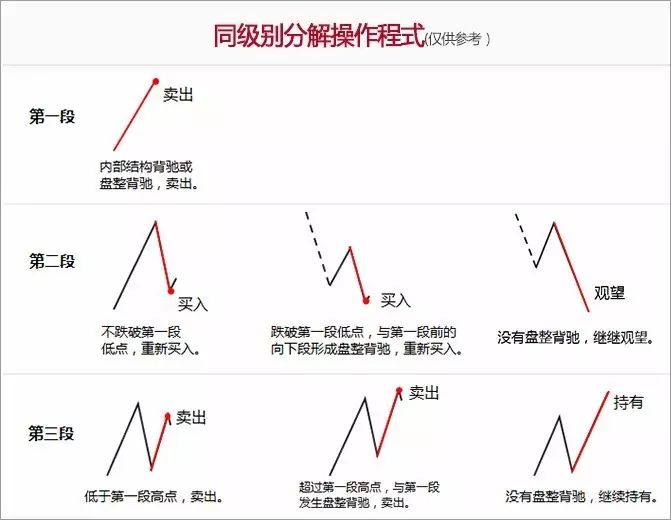 同级别分解操作程式(仅供参考)
第一段
卖出
内部结构背驰或
盘整背驰，卖出。
第二段
买入
不跌破第一段
低点，重新买入。
买入
跌破第一段低点，与第一段前的
向下段形成盘整背驰，重新买入。
观望
没有盘整背驰，继继观望。
第三段
卖出
低于第一段高点，卖出。
卖出
超过第一段高点，与第一段
发生盘整背驰，卖出。
持有
没有盘整背驰，继续持有。